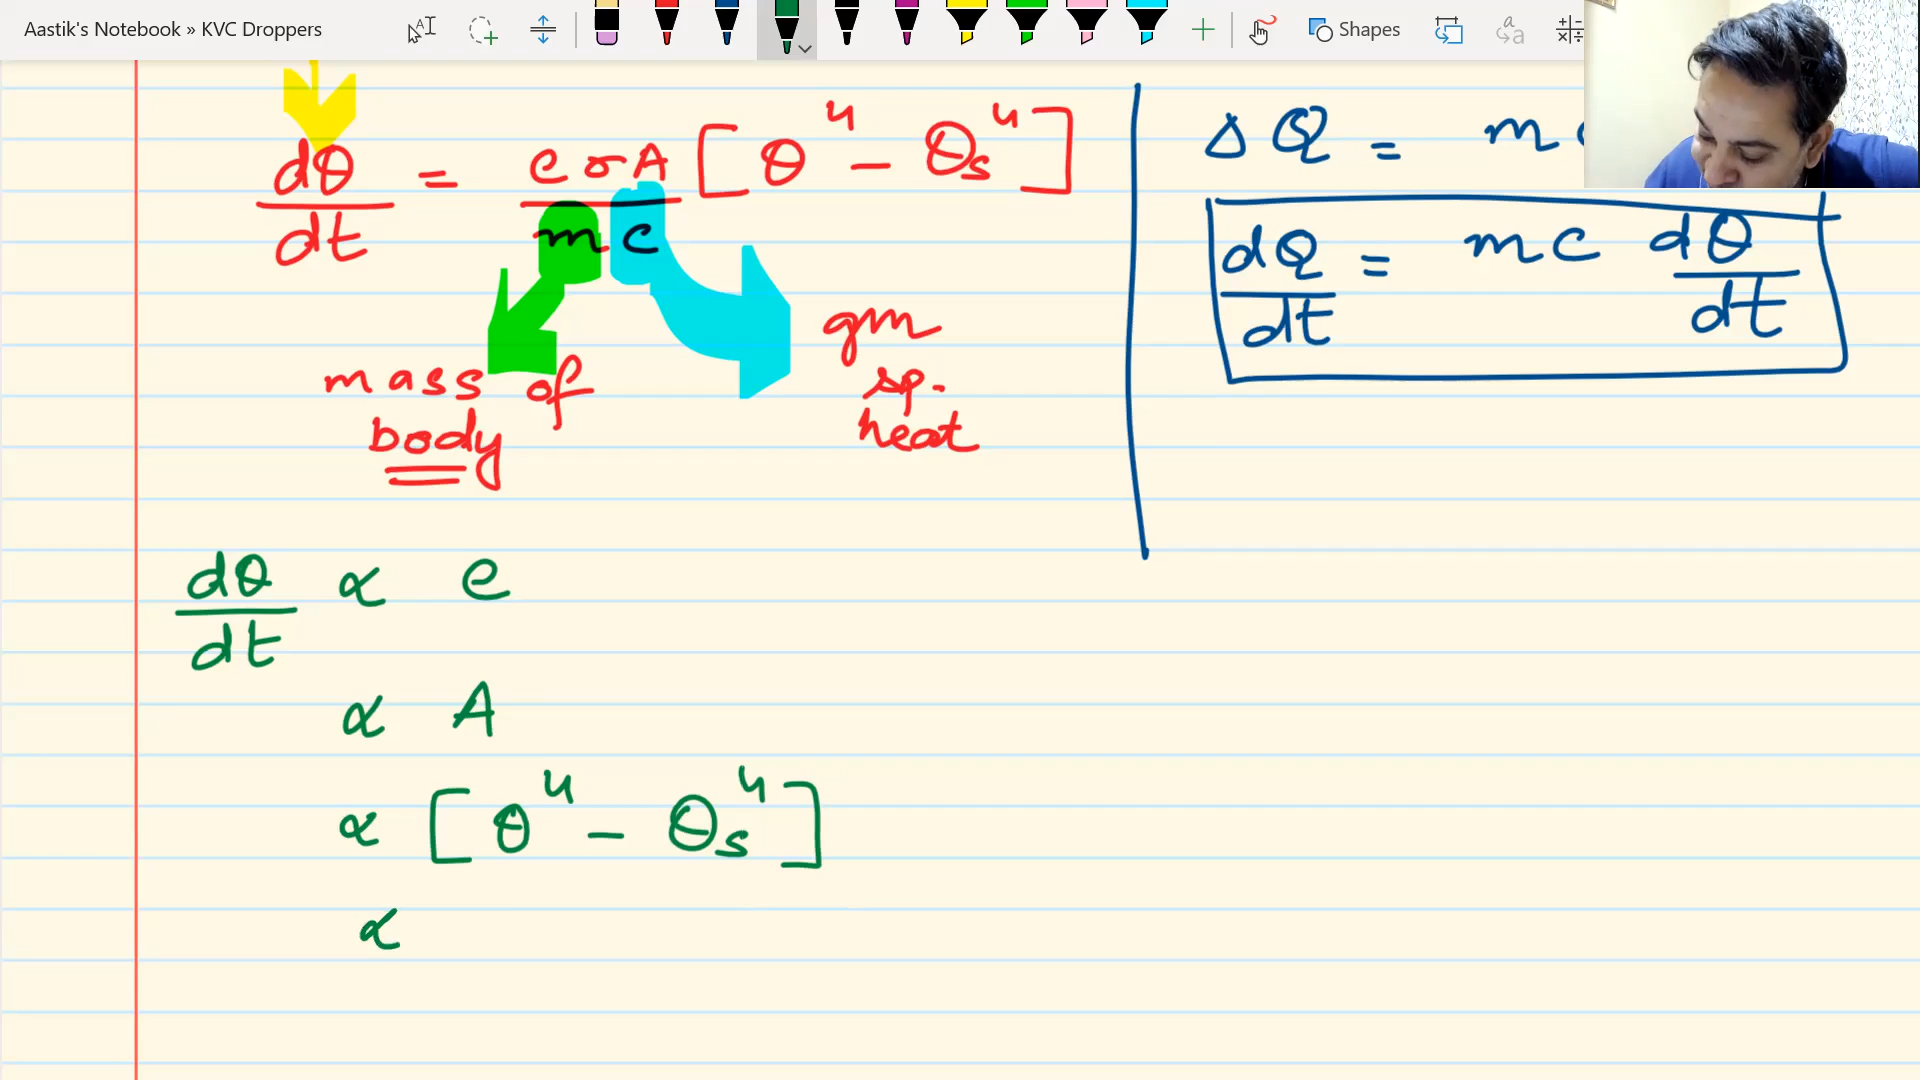 Aastik's Notebook » KVC Droppers
Shapes
dθ/dt = eσA/mc [θ⁴ - θs⁴]
mass of
body
gm
sp.
heat
ΔQ = m
dQ/dt = mc dθ/dt
dθ/dt ∝ e
∝ A
∝ [θ⁴ - θs⁴]
∝